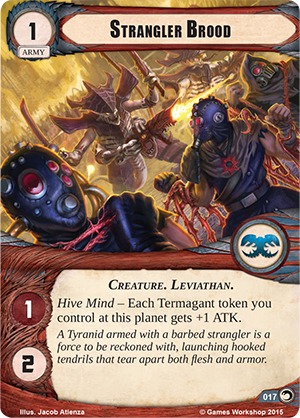 1
ARMY
STRANGLER BROOD
CREATURE. LEVIATHAN.
1
Hive Mind – Each Termagant token you
control at this planet gets +1 ATK.
2
A Tyranid armed with a barbed strangler is a
force to be reckoned with, launching hooked
tendrils that tear apart both flesh and armor.
017
Illus. Jacob Atienza
© Games Workshop 2015